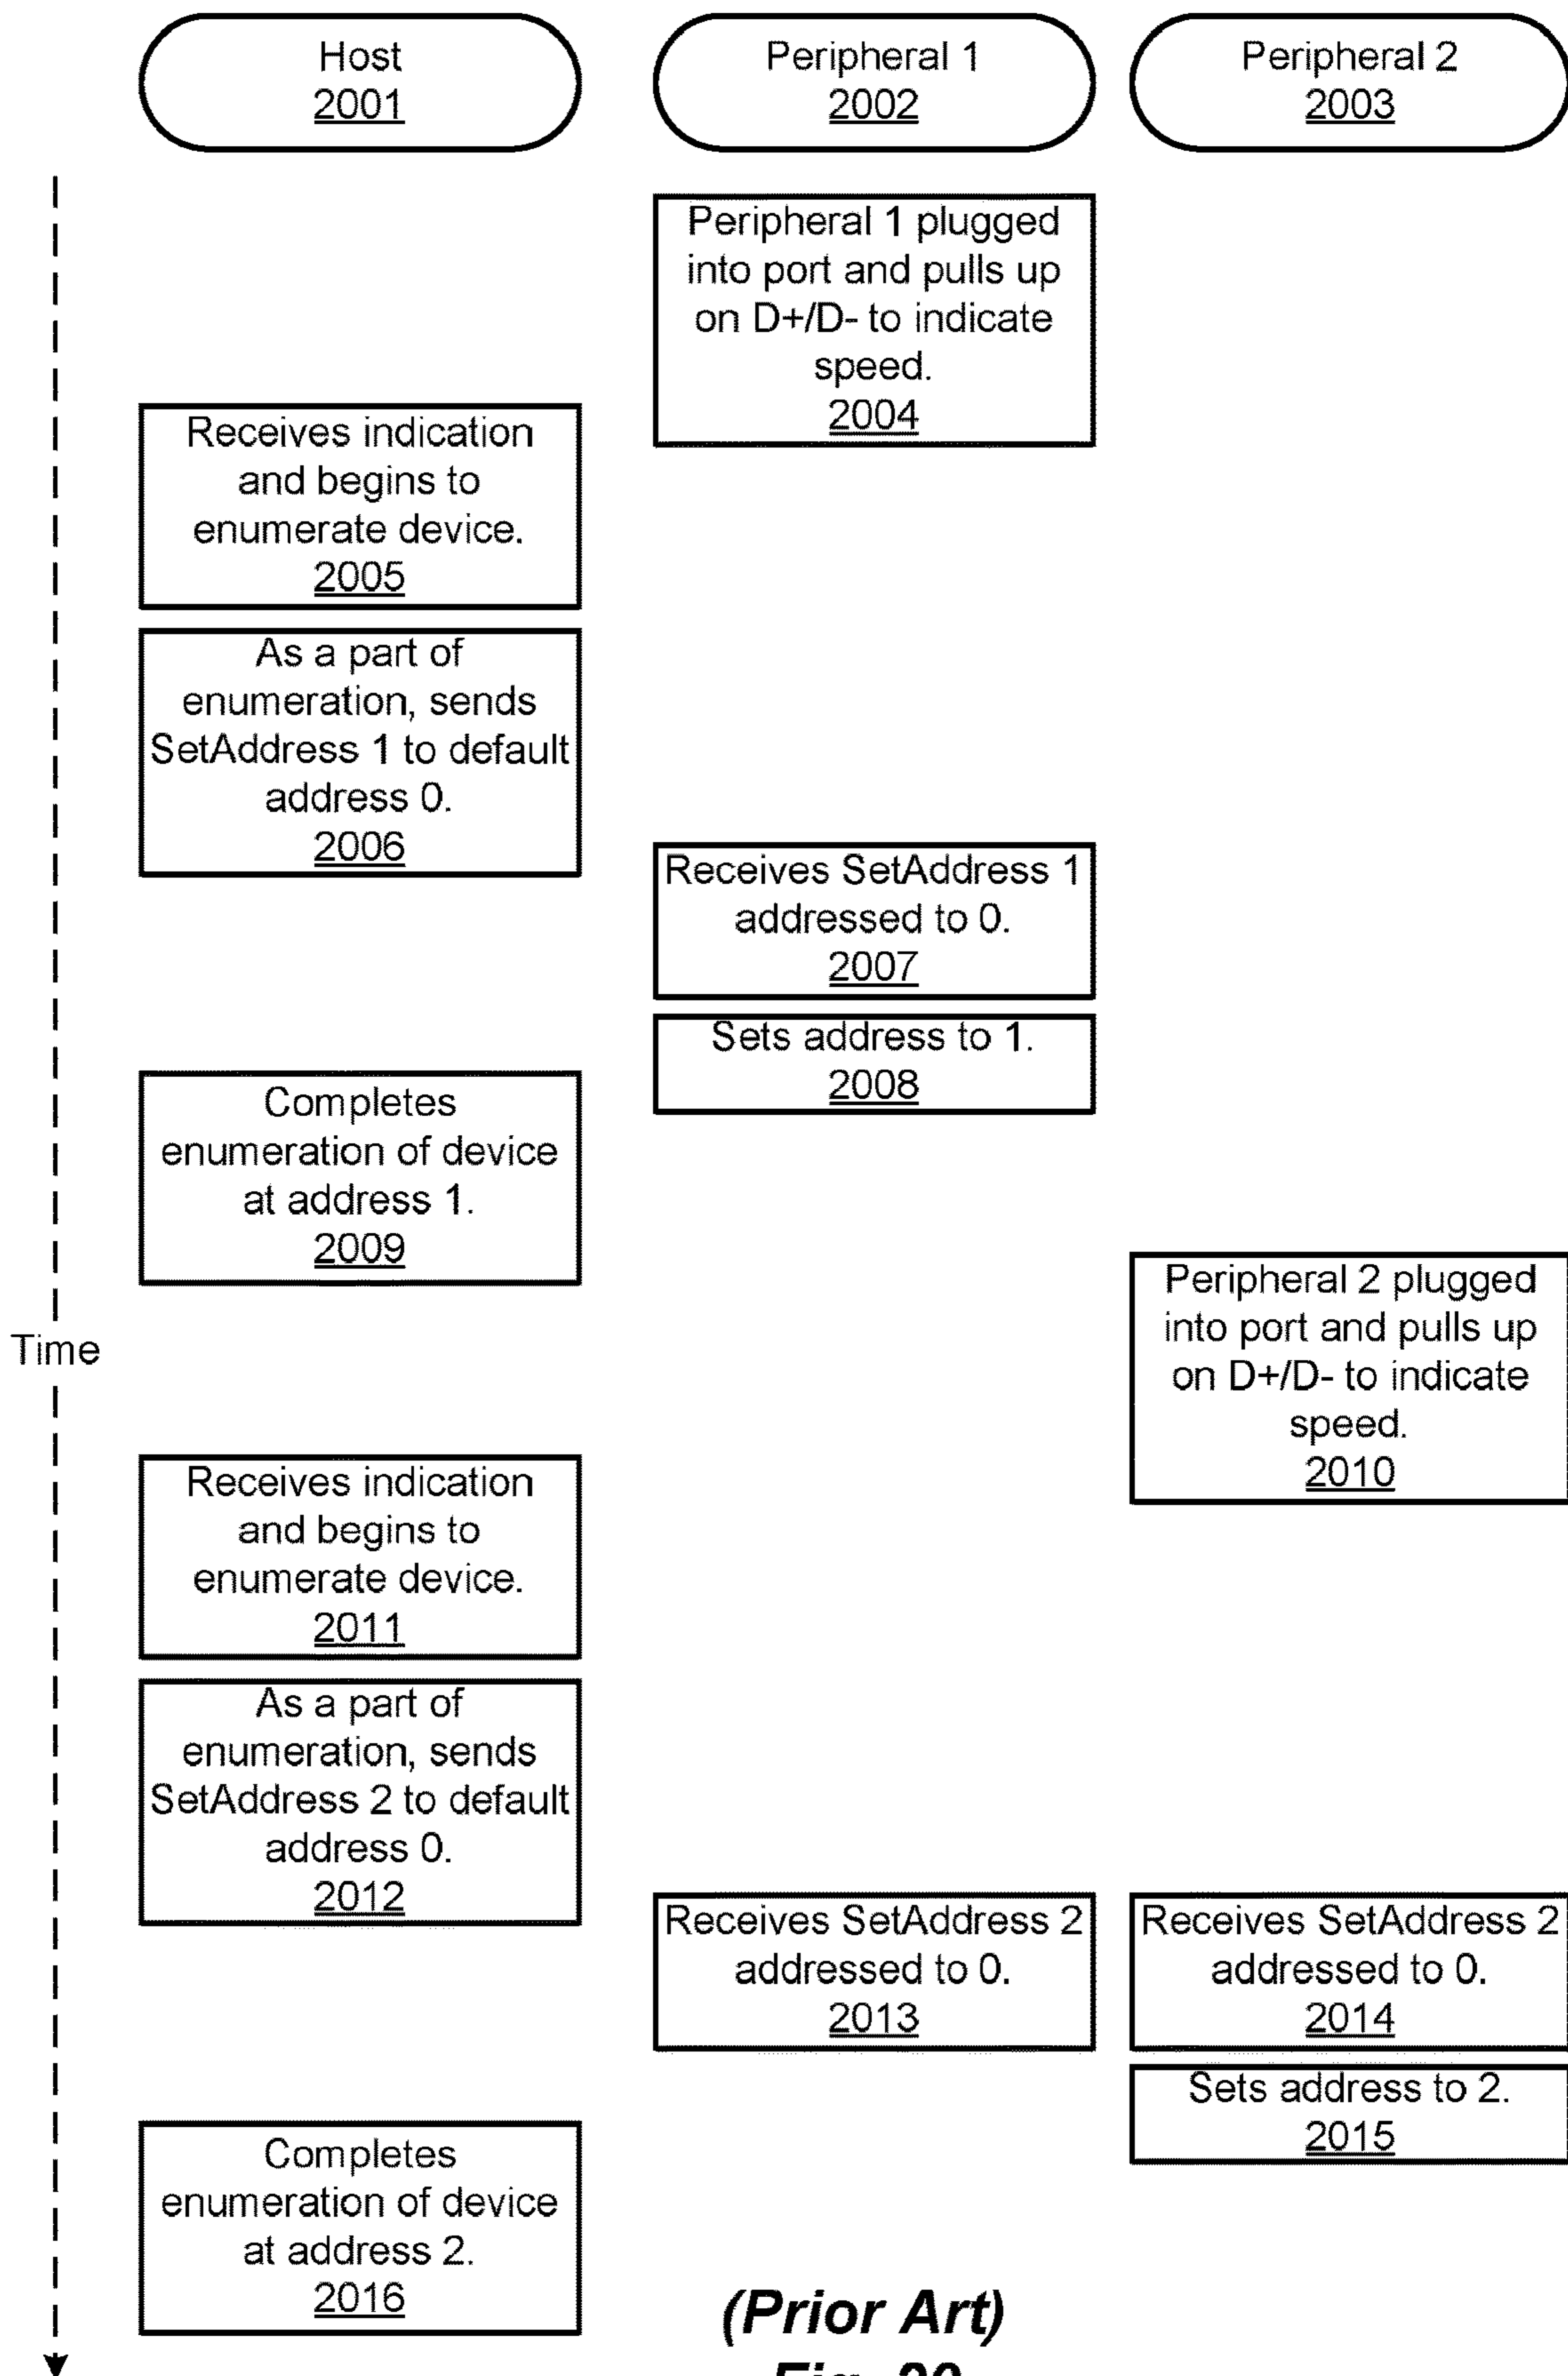 Host
2001
Peripheral 1
2002
Peripheral 2
2003
Peripheral 1 plugged
into port and pulls up
on D+/D- to indicate
speed.
2004
Receives indication
and begins to
enumerate device.
2005
As a part of
enumeration, sends
SetAddress 1 to default
address 0.
2006
Receives SetAddress 1
addressed to 0.
2007
Sets address to 1.
2008
Completes
enumeration of device
at address 1.
2009
Peripheral 2 plugged
into port and pulls up
on D+/D- to indicate
speed.
2010
Time
Receives indication
and begins to
enumerate device.
2011
As a part of
enumeration, sends
SetAddress 2 to default
address 0.
2012
Receives SetAddress 2
addressed to 0.
2013
Receives SetAddress 2
addressed to 0.
2014
Sets address to 2.
2015
Completes
enumeration of device
at address 2.
2016
(Prior Art)